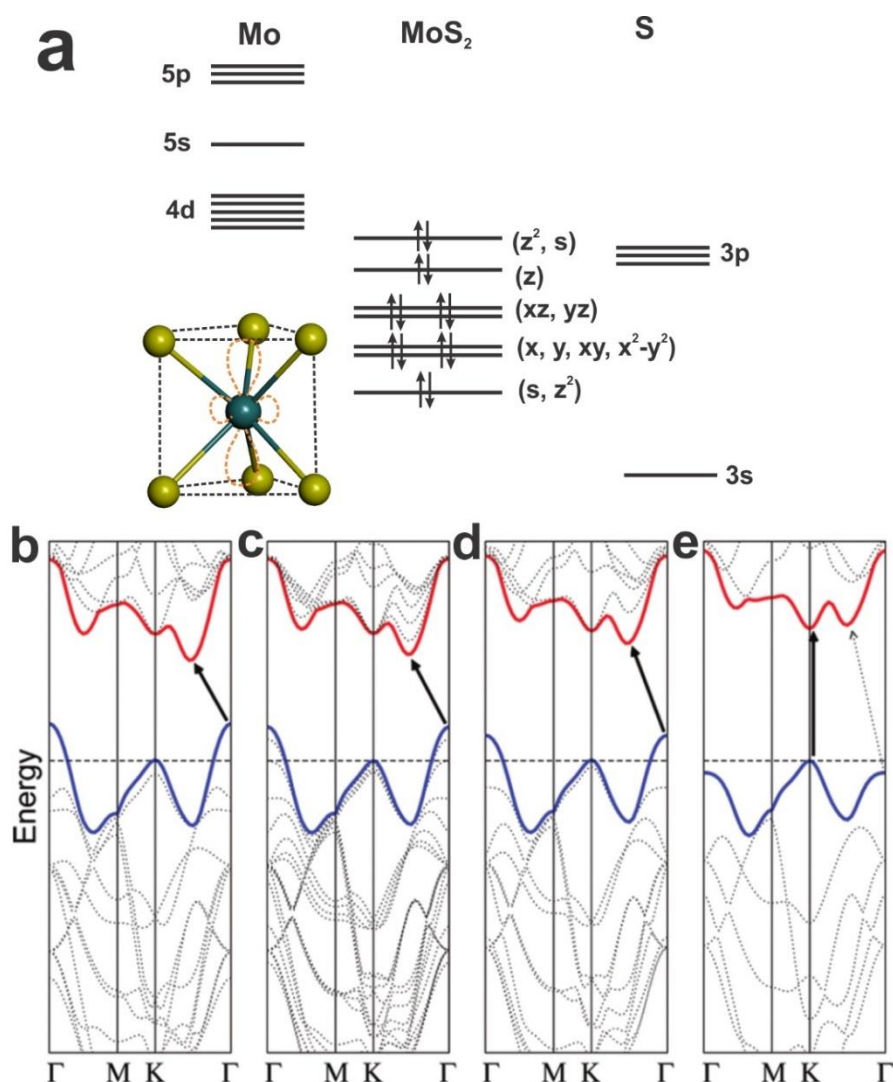 a
Mo
MoS₂
S
5p
5s
4d
(z², s)
(z)
(xz, yz)
(x, y, xy, x²-y²)
(s, z²)
3p
3s
b
c
d
e
Energy
Γ M K Γ
Γ M K Γ
Γ M K Γ
Γ M K Γ